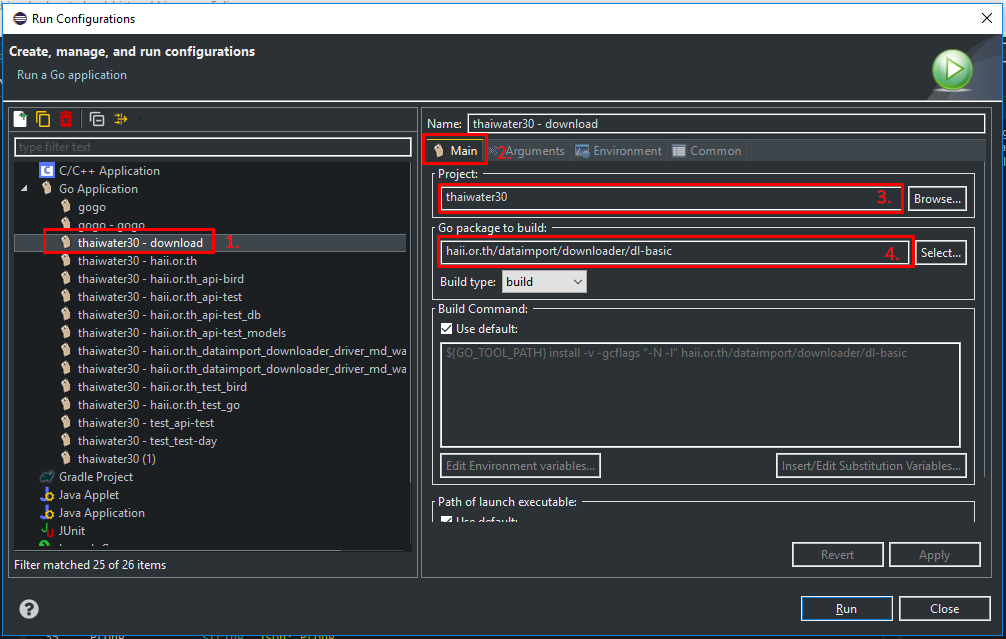 Run Configurations
Create, manage, and run configurations
Run a Go application
type filter text
C/C++ Application
Go Application
gogo
gogo - gogo
thaiwater30 - download 1.
thaiwater30 - haii.or.th
thaiwater30 - haii.or.th_api-bird
thaiwater30 - haii.or.th_api-test
thaiwater30 - haii.or.th_api-test_db
thaiwater30 - haii.or.th_api-test_models
thaiwater30 - haii.or.th_dataimport_downloader_driver_md_wa
thaiwater30 - haii.or.th_dataimport_downloader_driver_md_wa
thaiwater30 - haii.or.th_test_bird
thaiwater30 - haii.or.th_test_go
thaiwater30 - test_api-test
thaiwater30 - test_test-day
thaiwater30 (1)
Gradle Project
Java Applet
Java Application
JUnit
Filter matched 25 of 26 items
Name: thaiwater30 - download
Main 2. Arguments Environment Common
Project:
thaiwater30 3. Browse...
Go package to build:
haii.or.th/dataimport/downloader/dl-basic 4. Select...
Build type: build
Build Command:
Use default:
${GO_TOOL_PATH} install -v -gcflags "-N -l" haii.or.th/dataimport/downloader/dl-basic
Edit Environment variables... Insert/Edit Substitution Variables...
Path of launch executable:
Use default:
Revert Apply
Run Close